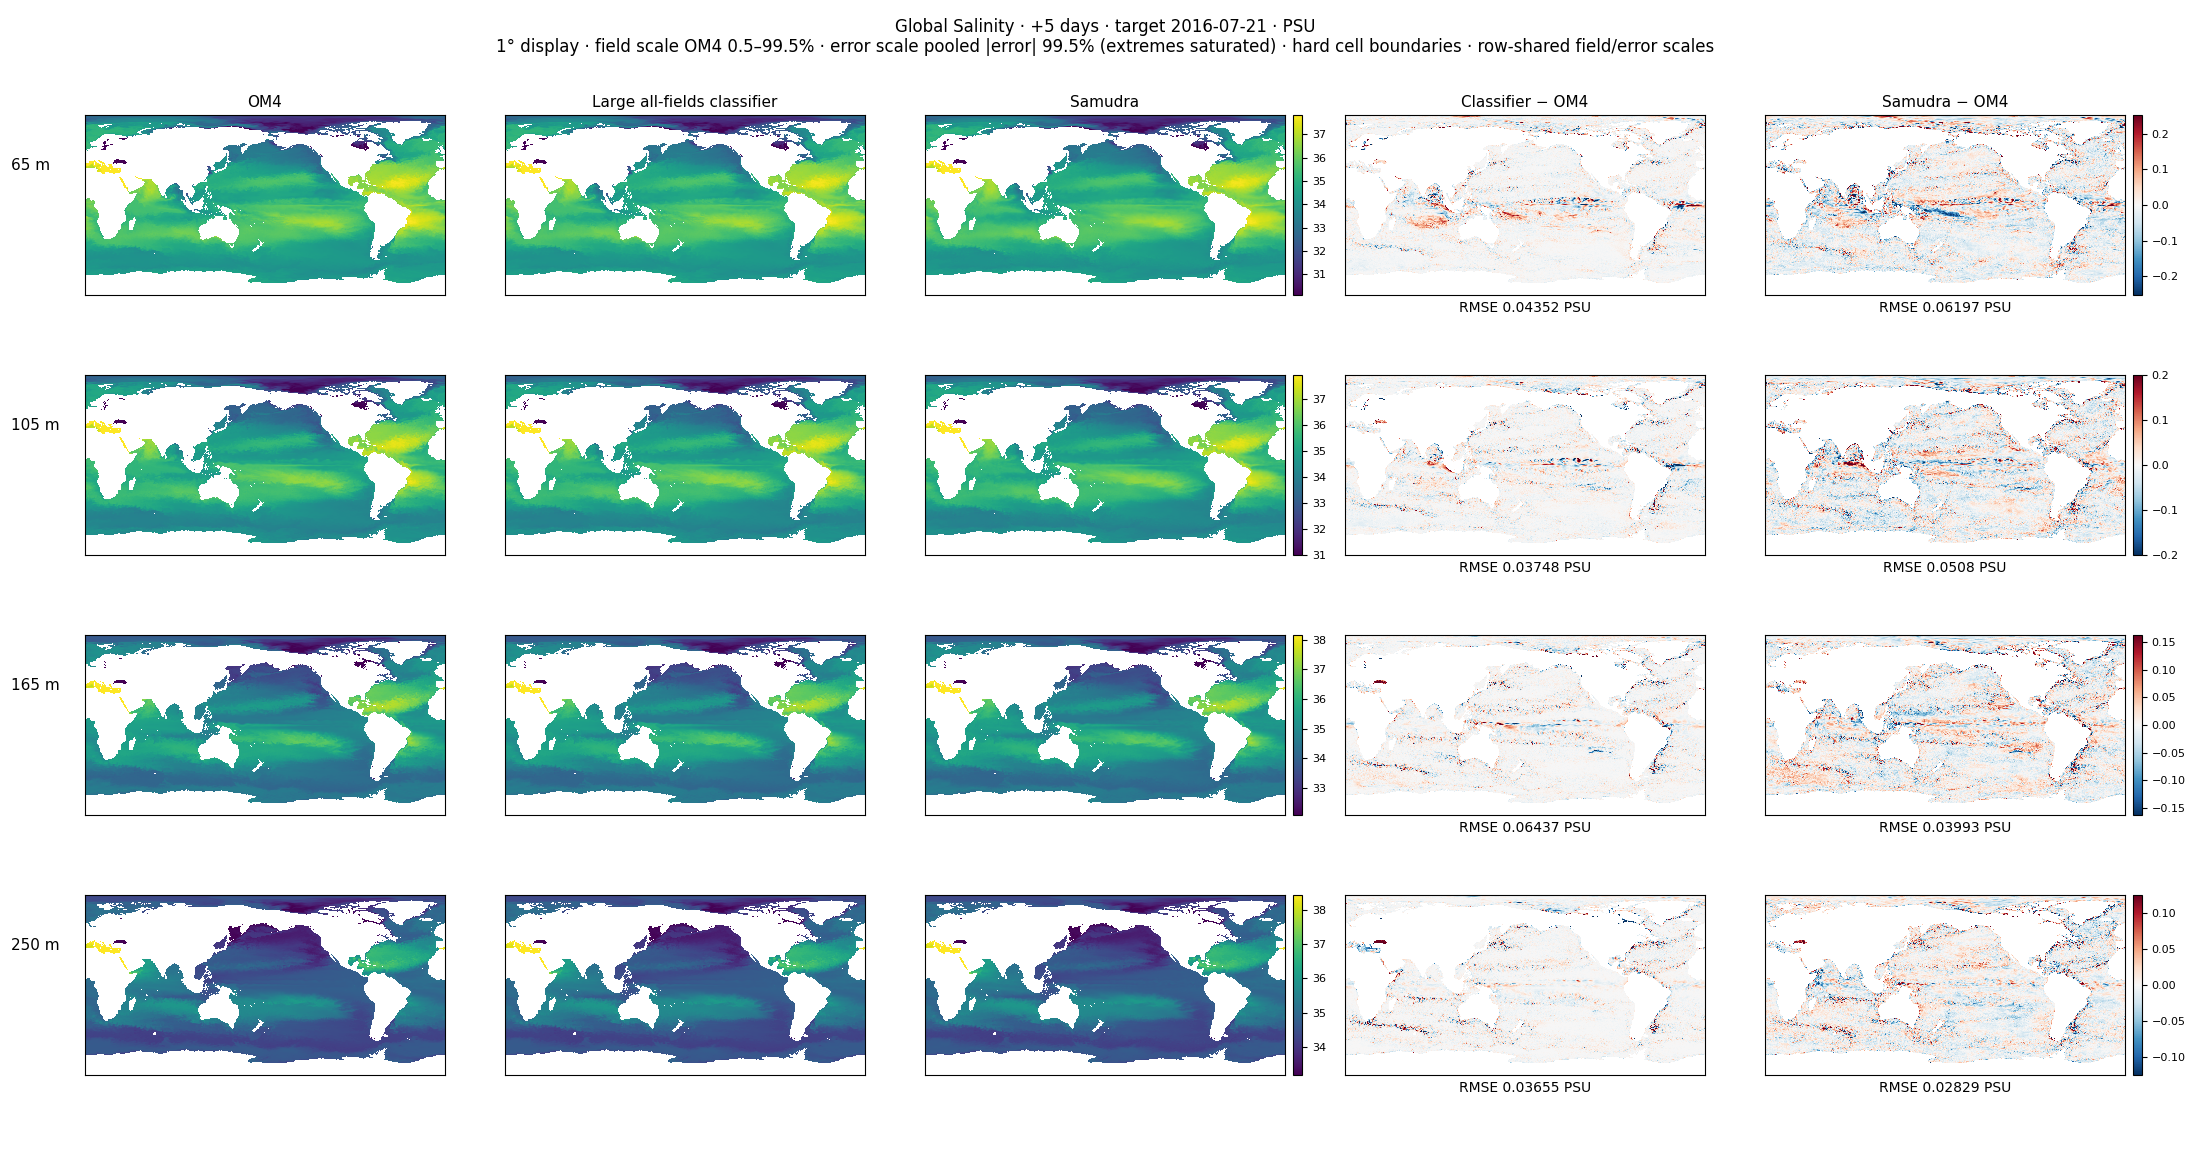 Global Salinity · +5 days · target 2016-07-21 · PSU
1° display · field scale OM4 0.5–99.5% · error scale pooled |error| 99.5% (extremes saturated) · hard cell boundaries · row-shared field/error scales
OM4
Large all-fields classifier
Samudra
Classifier − OM4
Samudra − OM4
65 m
37
36
35
34
33
32
31
0.2
0.1
0.0
−0.1
−0.2
RMSE 0.04352 PSU
RMSE 0.06197 PSU
105 m
37
36
35
34
33
32
31
0.2
0.1
0.0
−0.1
−0.2
RMSE 0.03748 PSU
RMSE 0.0508 PSU
165 m
38
37
36
35
34
33
0.15
0.10
0.05
0.00
−0.05
−0.10
−0.15
RMSE 0.06437 PSU
RMSE 0.03993 PSU
250 m
38
37
36
35
34
0.10
0.05
0.00
−0.05
−0.10
RMSE 0.03655 PSU
RMSE 0.02829 PSU